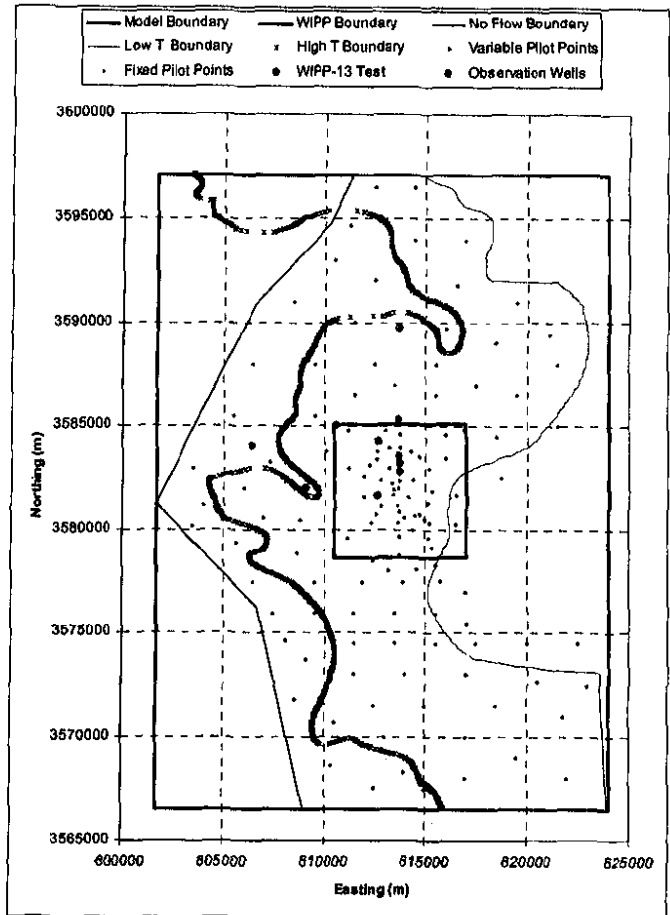 Model Boundary WIPP Boundary No Flow Boundary
Low T Boundary High T Boundary Variable Pilot Points
Fixed Pilot Points WIPP-13 Test Observation Wells
3600000
3595000
3590000
3585000
3580000
3575000
3570000
3565000
Northing (m)
600000 605000 610000 615000 620000 625000
Easting (m)